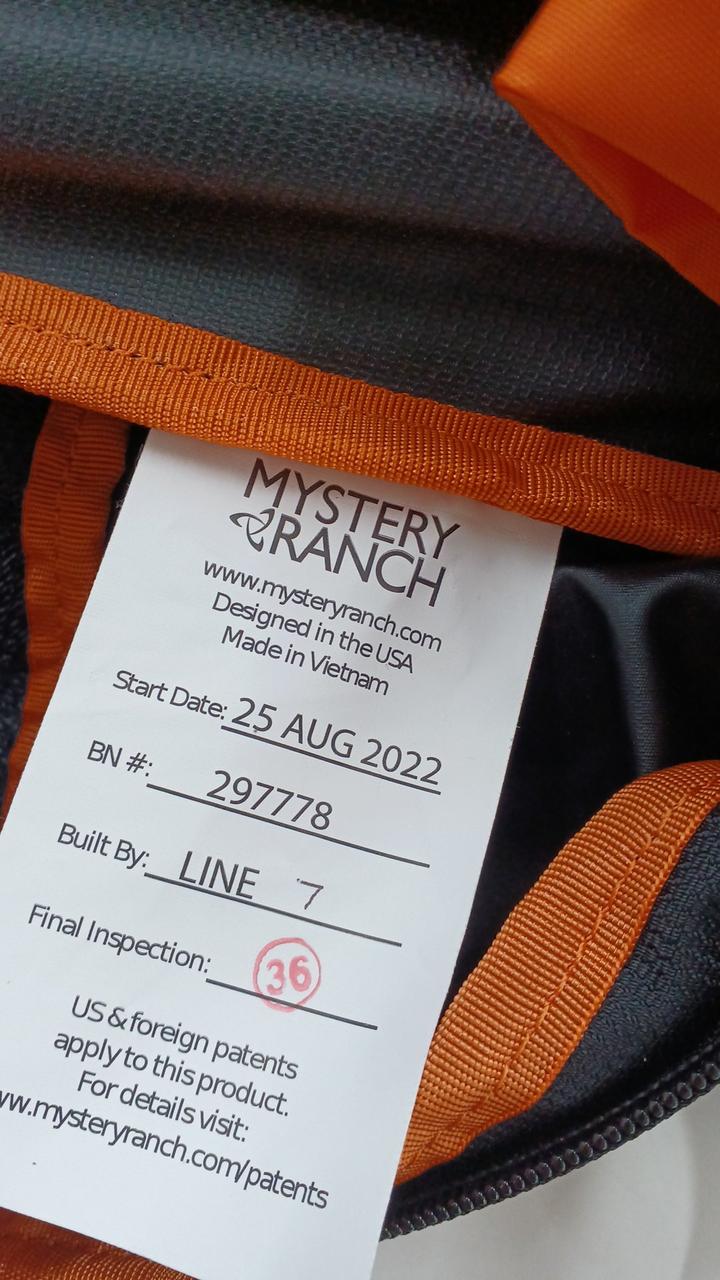 MYSTERY
RANCH
www.mysteryranch.com
Designed in the USA
Made in Vietnam
Start Date: 25 AUG 2022
BN #: 297778
Built By: LINE 7
Final Inspection: 36
US & foreign patents
apply to this product.
For details visit:
www.mysteryranch.com/patents